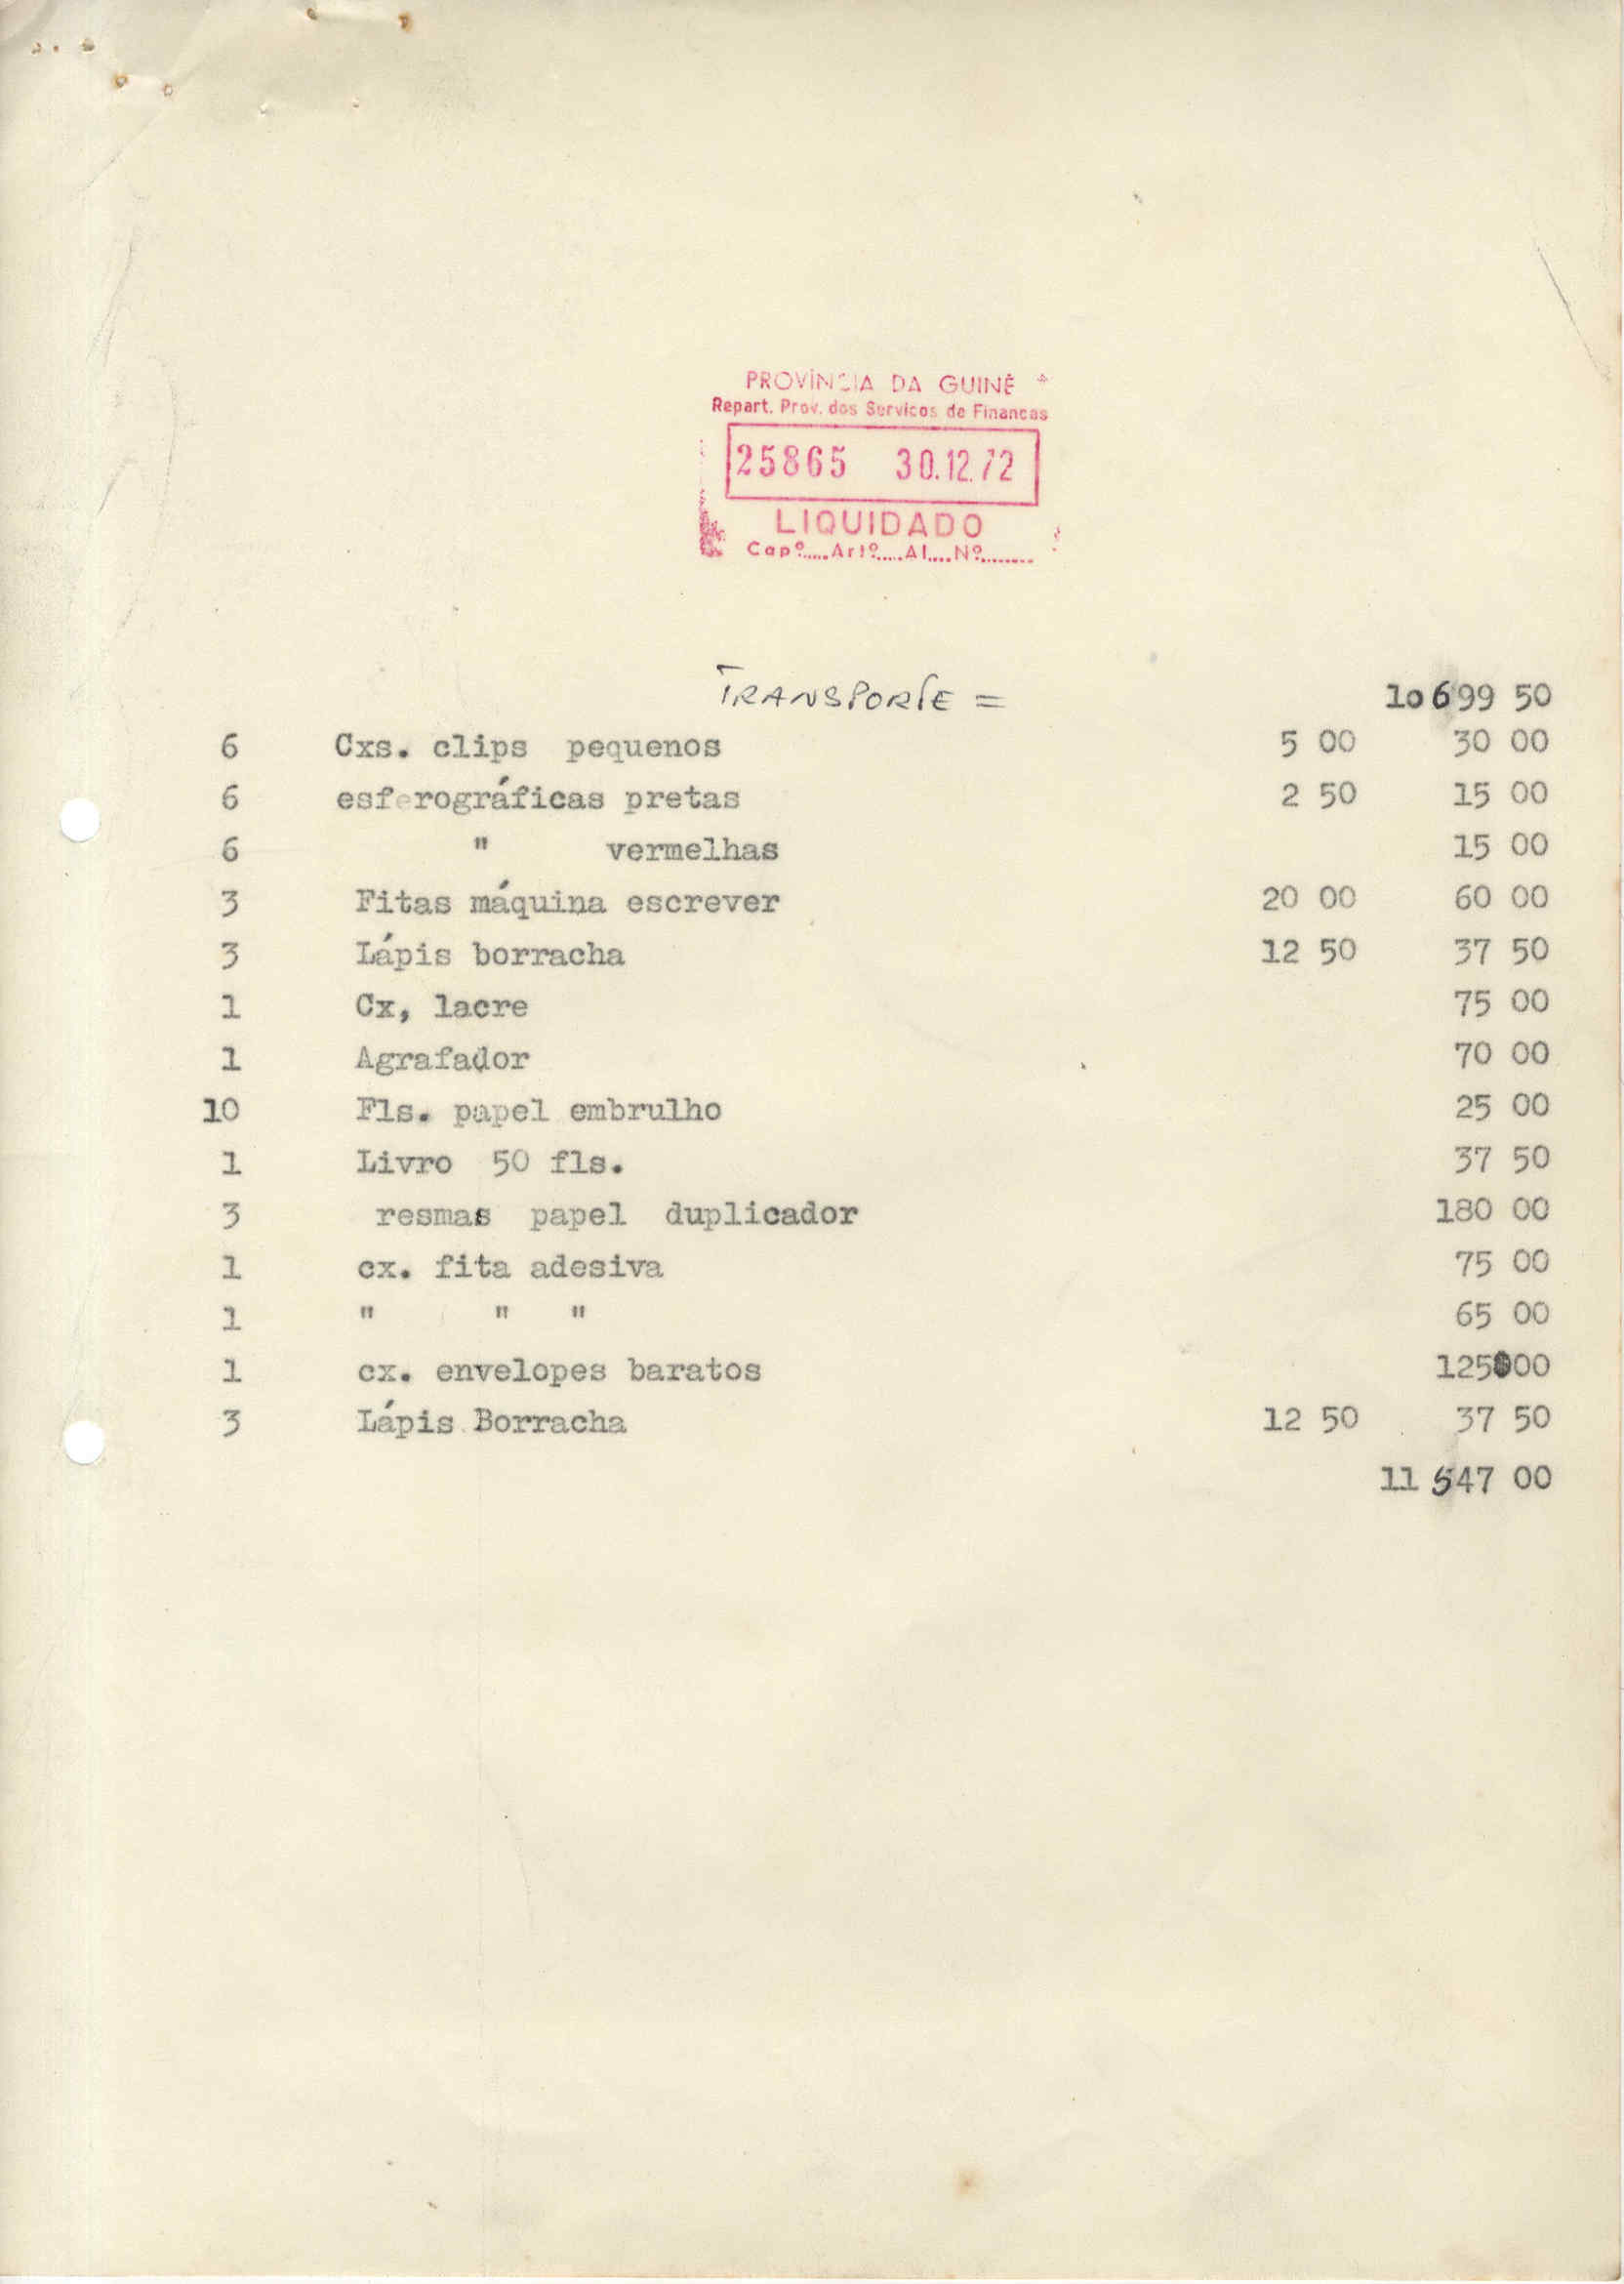 PROVÍNCIA DA GUINÉ
Repart. Prov. dos Servicos de Financas
25865 30.12.72
LIQUIDADO
Capº.....Artº.....Al....Nº........
TRANSPORTE = 10 699 50
6 Cxs. clips pequenos 5 00 30 00
6 esferográficas pretas 2 50 15 00
6 " vermelhas 15 00
3 Fitas máquina escrever 20 00 60 00
3 Lápis borracha 12 50 37 50
1 Cx, lacre 75 00
1 Agrafador 70 00
10 Fls. papel embrulho 25 00
1 Livro 50 fls. 37 50
3 resmas papel duplicador 180 00
1 cx. fita adesiva 75 00
1 " " " 65 00
1 cx. envelopes baratos 125$00
3 Lápis Borracha 12 50 37 50
11 547 00